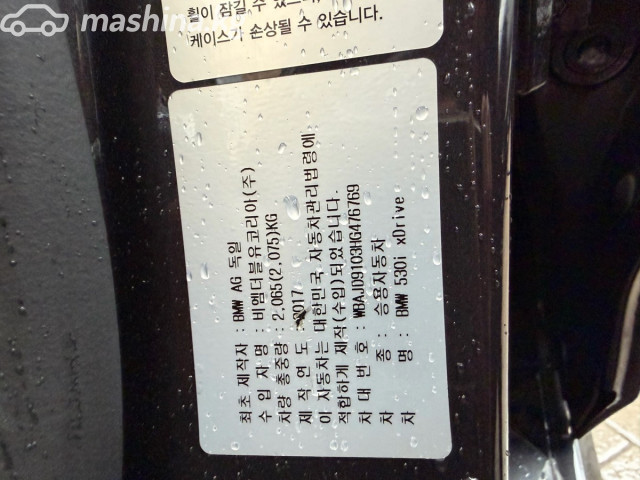 mashina.kg
휠이 잠길 수 있으며,
케이스가 손상될 수 있습니다.
최초 제작자 : BMW AG 독일
수입 자명 : 비엠더블유코리아(주)
차량 총중량 : 2,065(2,075)KG
제 작 연 도 : 2017
이 자동차는 대한민국 자동차관리법령에
적합하게 제작(수입)되었습니다.
차 대 번 호 : WBAJD9103HG476769
차 종 : 승용자동차
차 명 : BMW 530i xDrive